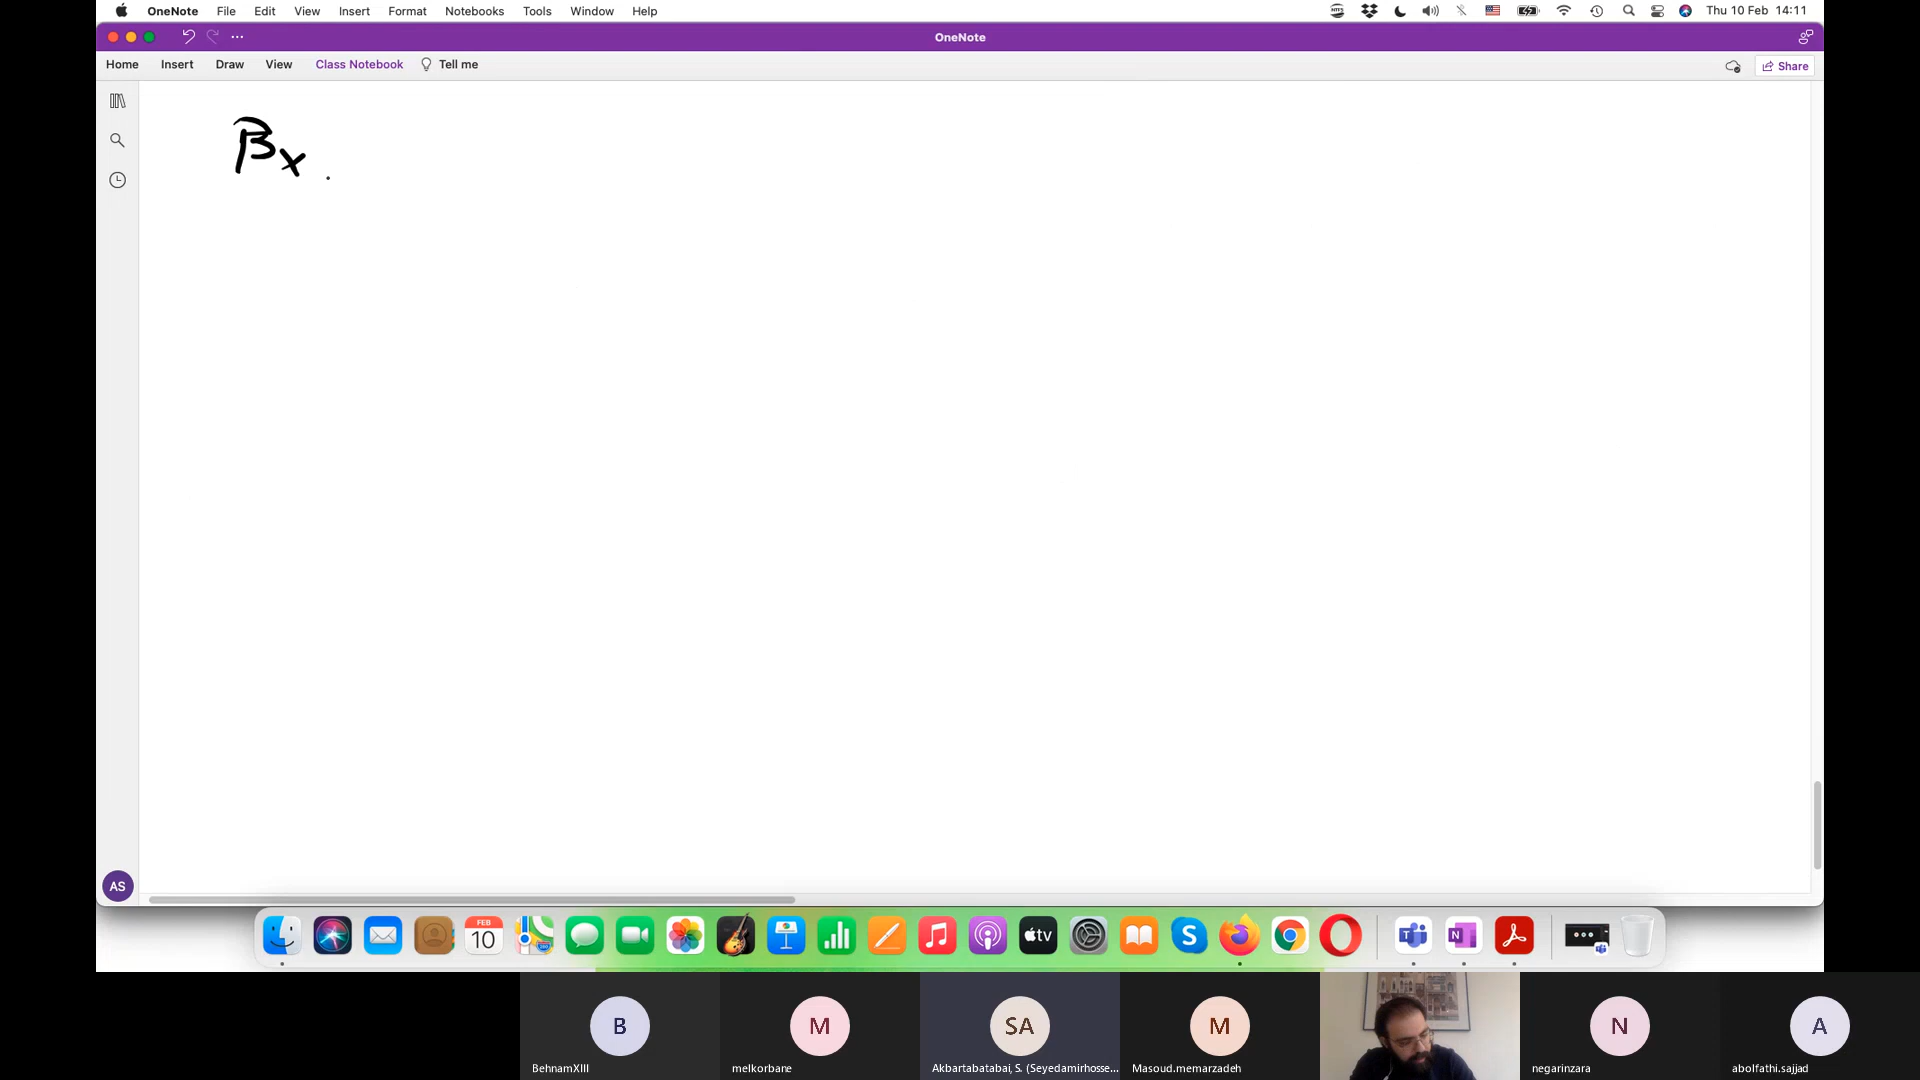 OneNote File Edit View Insert Format Notebooks Tools Window Help Thu 10 Feb 14:11
OneNote
Home Insert Draw View Class Notebook Tell me Share
βx .
AS
FEB
10
tv
S
N
B M SA M N A
BehnamXIII melkorbane Akbartabatabai, S. (Seyedamirhosse... Masoud.memarzadeh negarinzara abolfathi.sajjad